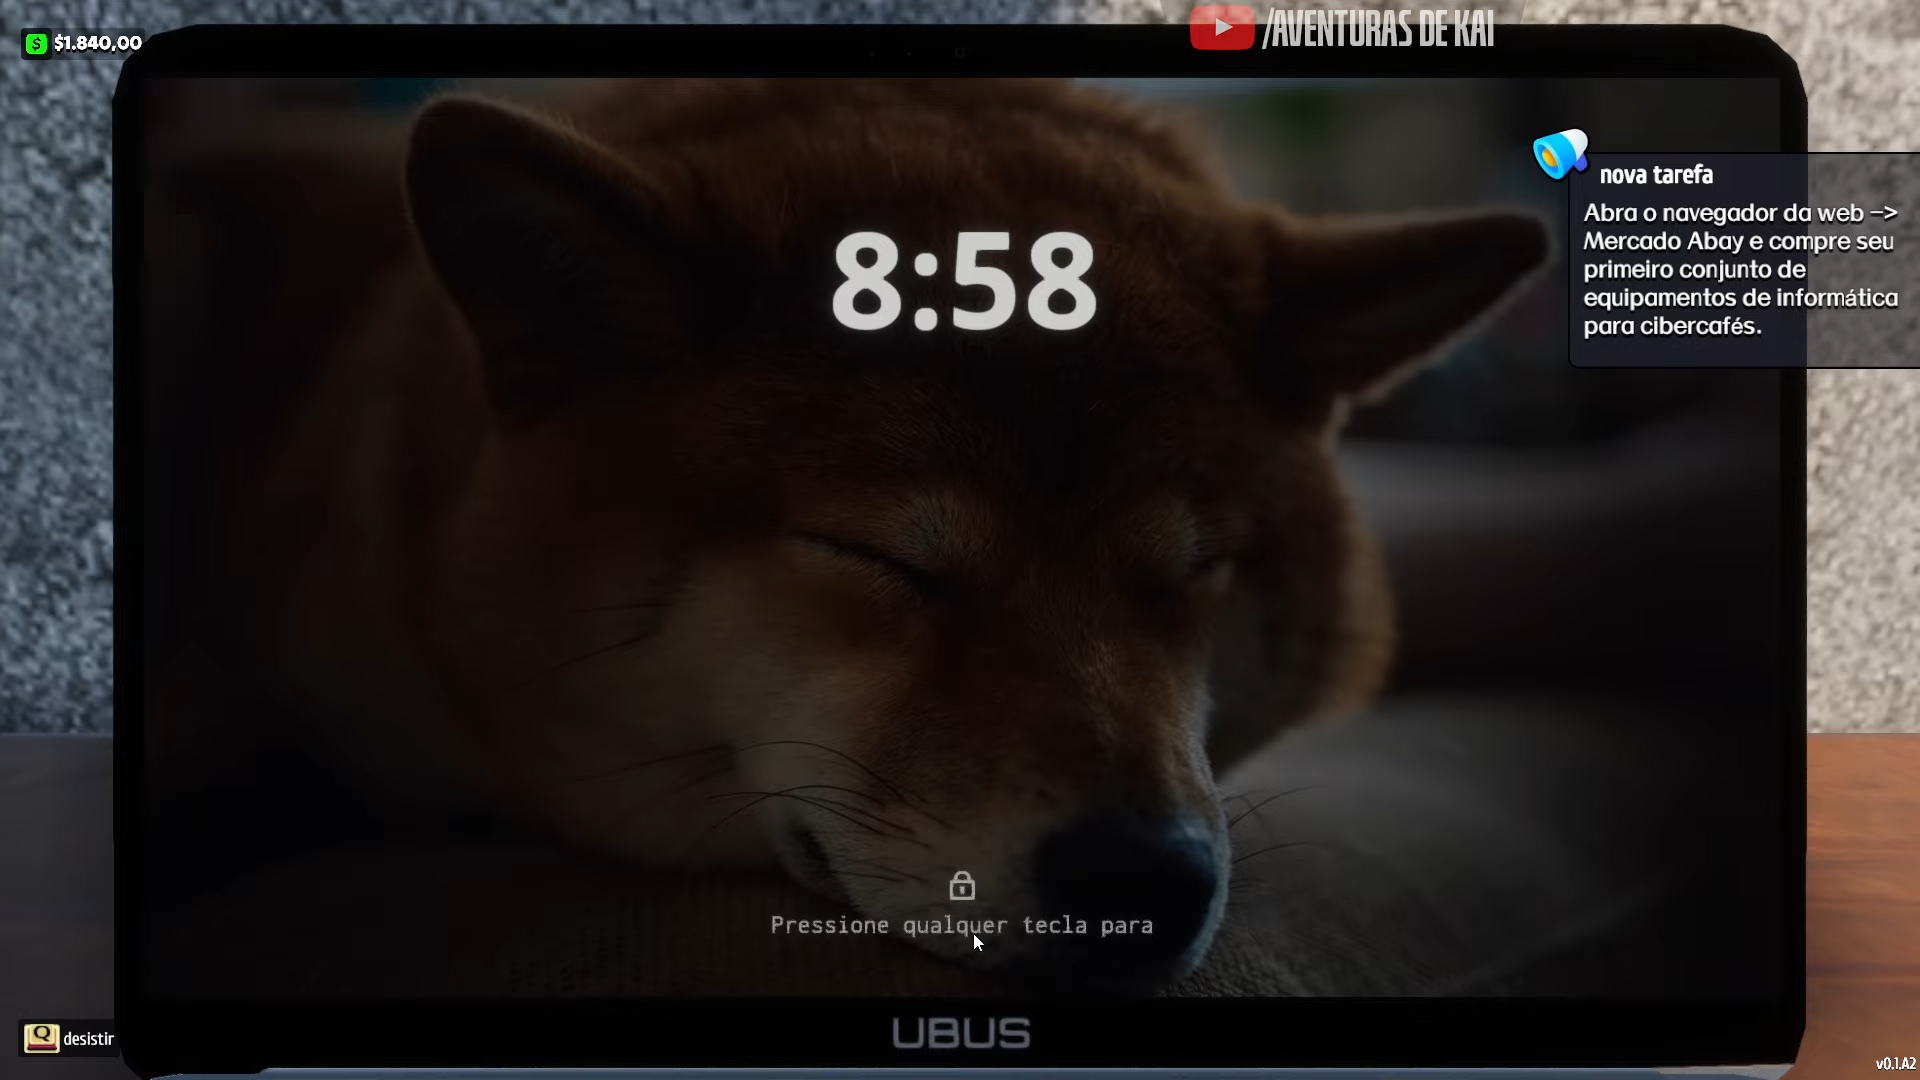 $ $1.840,00
/AVENTURAS DE KAI
nova tarefa
Abra o navegador da web ->
Mercado Abay e compre seu
primeiro conjunto de
equipamentos de informática
para cibercafés.
8:58
Pressione qualquer tecla para
UBUS
Q desistir
v0.1.A2